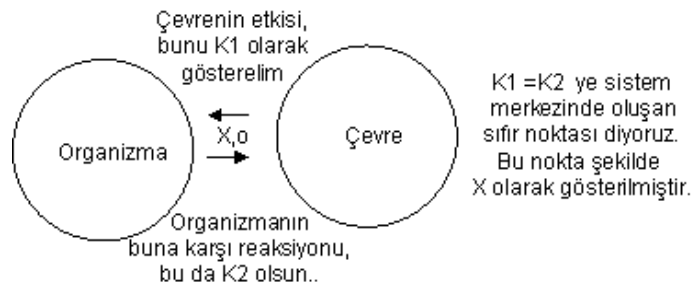 Çevrenin etkisi,
bunu K1 olarak
gösterelim
Organizma
X,o
Çevre
Organizmanın
buna karşı reaksiyonu,
bu da K2 olsun..
K1 =K2 ye sistem
merkezinde oluşan
sıfır noktası diyoruz.
Bu nokta şekilde
X olarak gösterilmiştir.